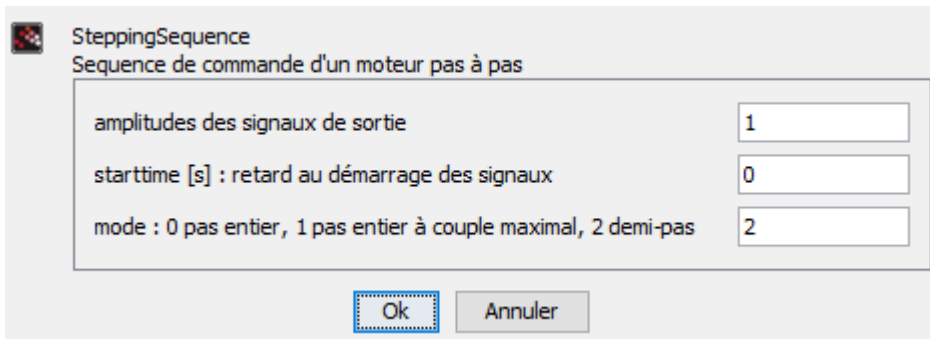 SteppingSequence
Sequence de commande d'un moteur pas à pas
amplitudes des signaux de sortie 1
starttime [s] : retard au démarrage des signaux 0
mode : 0 pas entier, 1 pas entier à couple maximal, 2 demi-pas 2
Ok Annuler